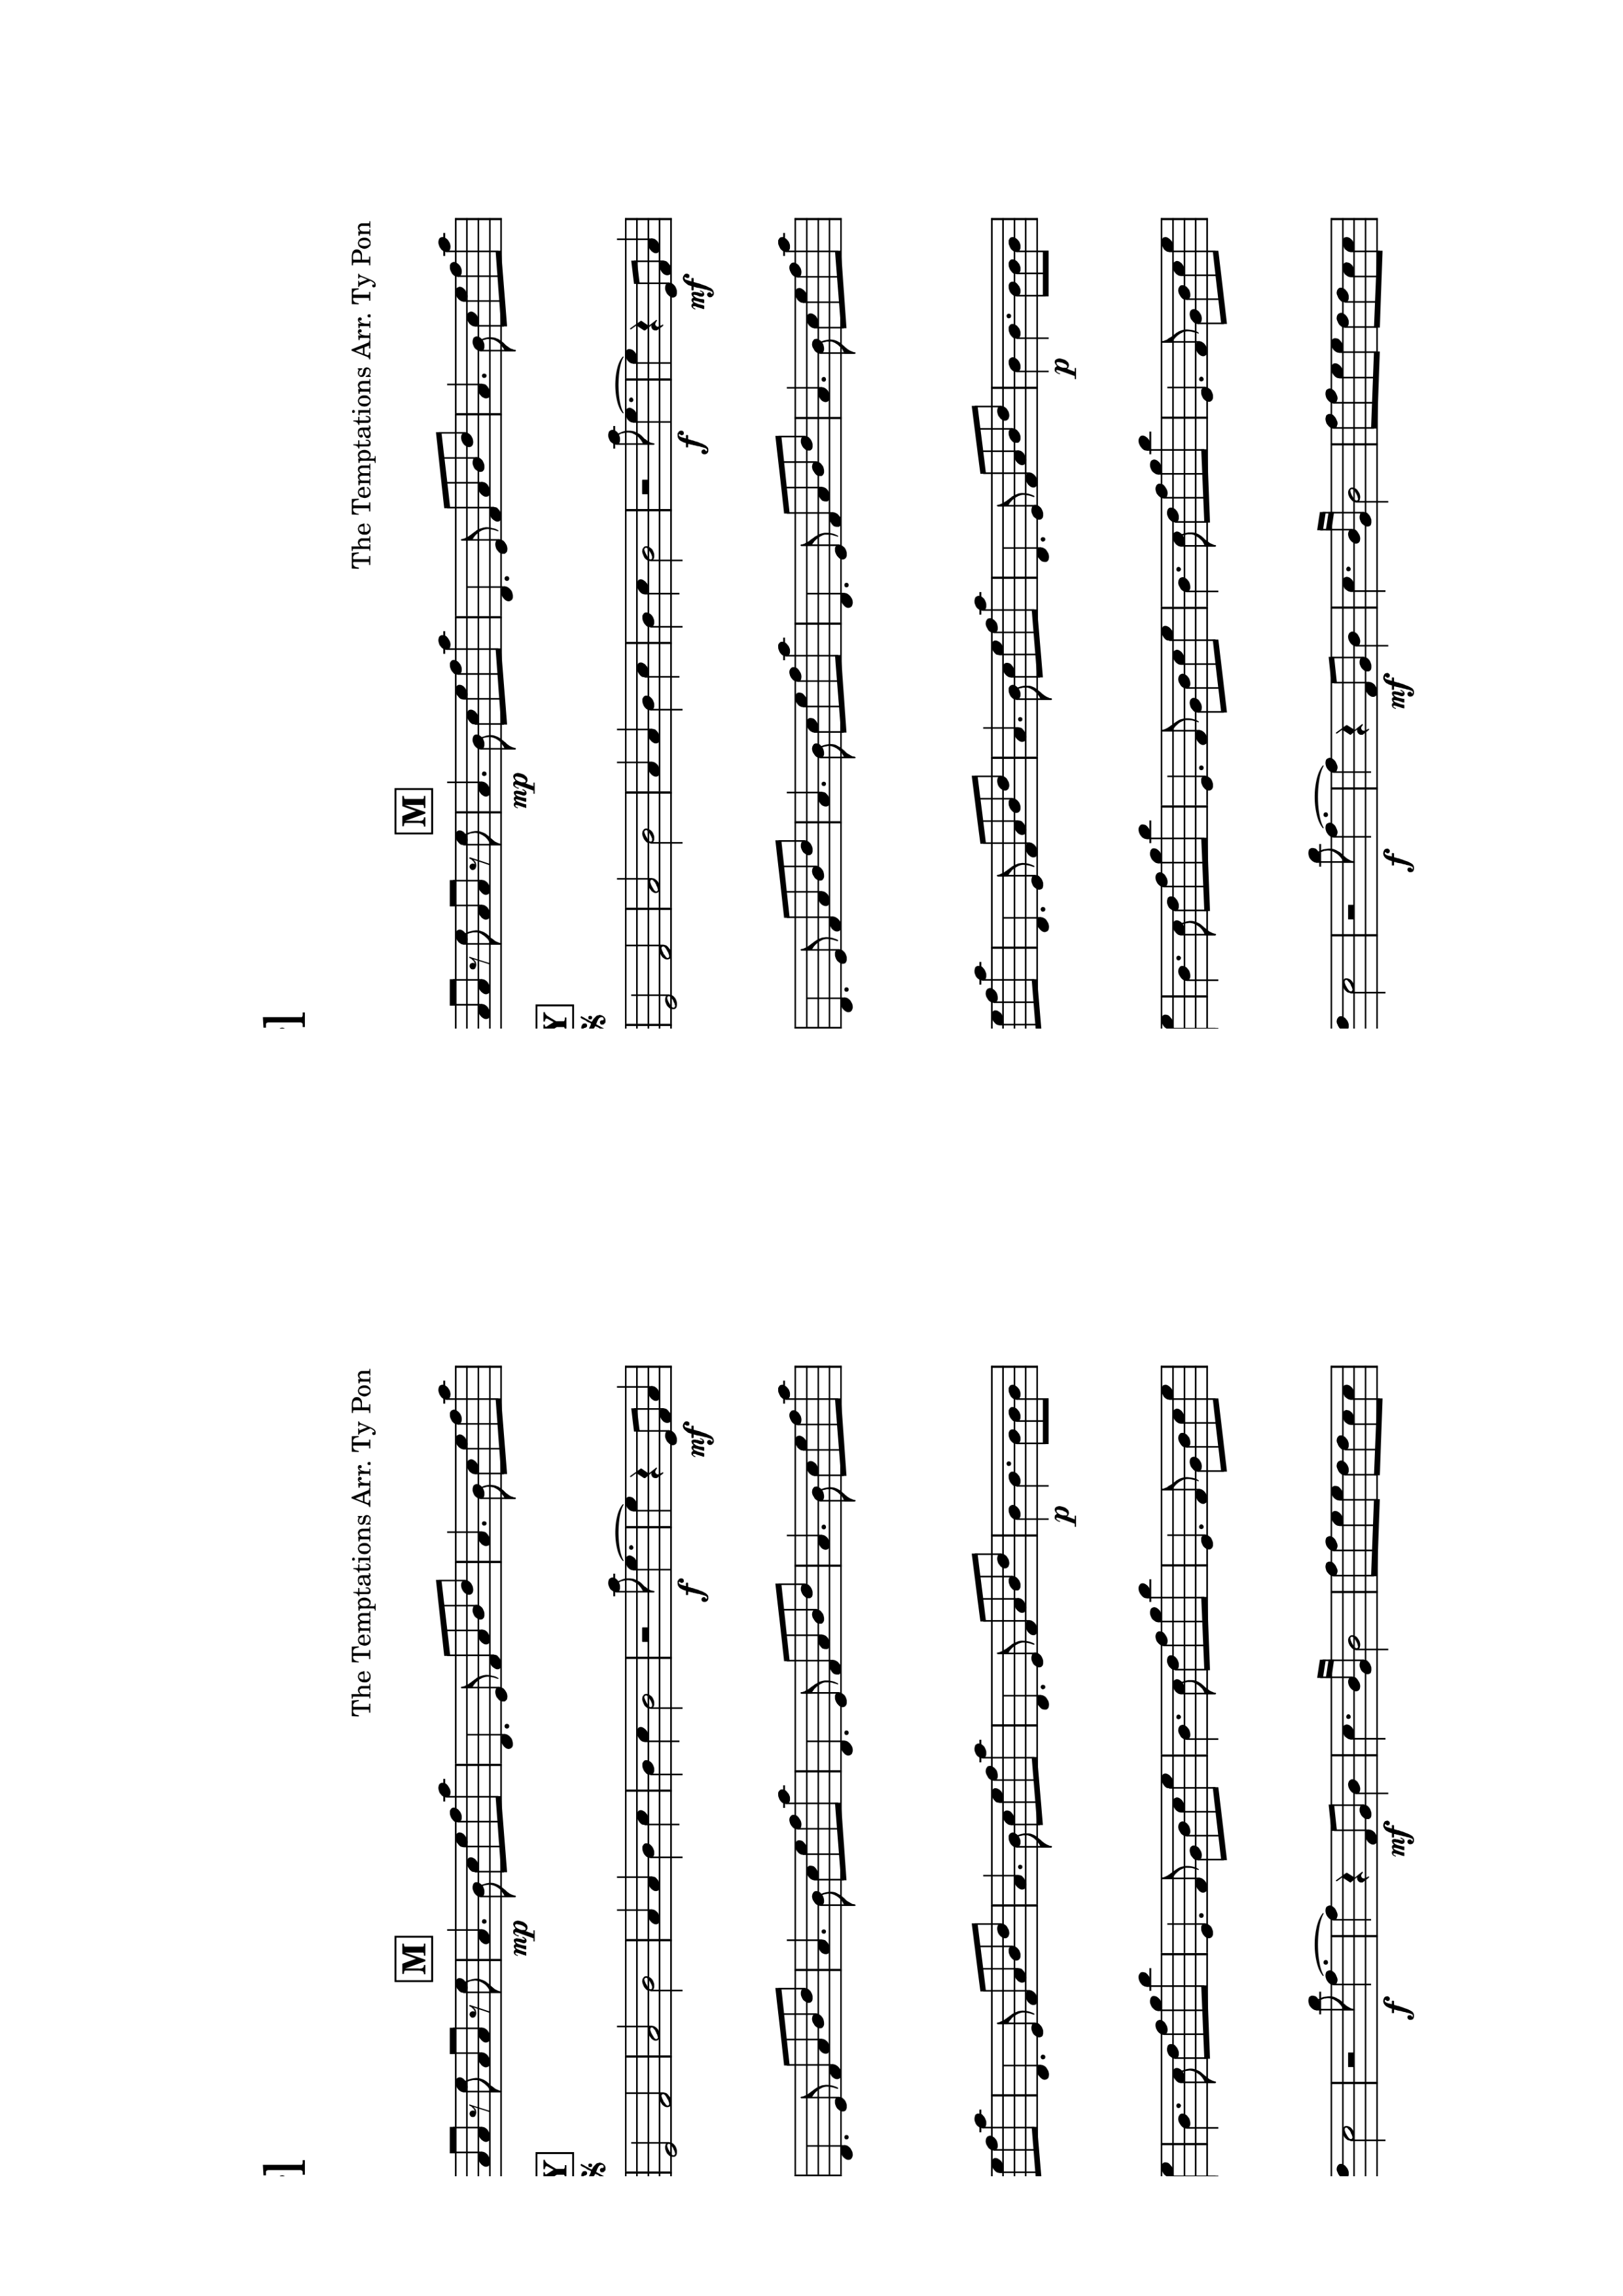 l
The Temptations Arr. Ty Pon
M
mp
Y
f
mf
p
f
mf
l
The Temptations Arr. Ty Pon
M
mp
Y
f
mf
p
f
mf